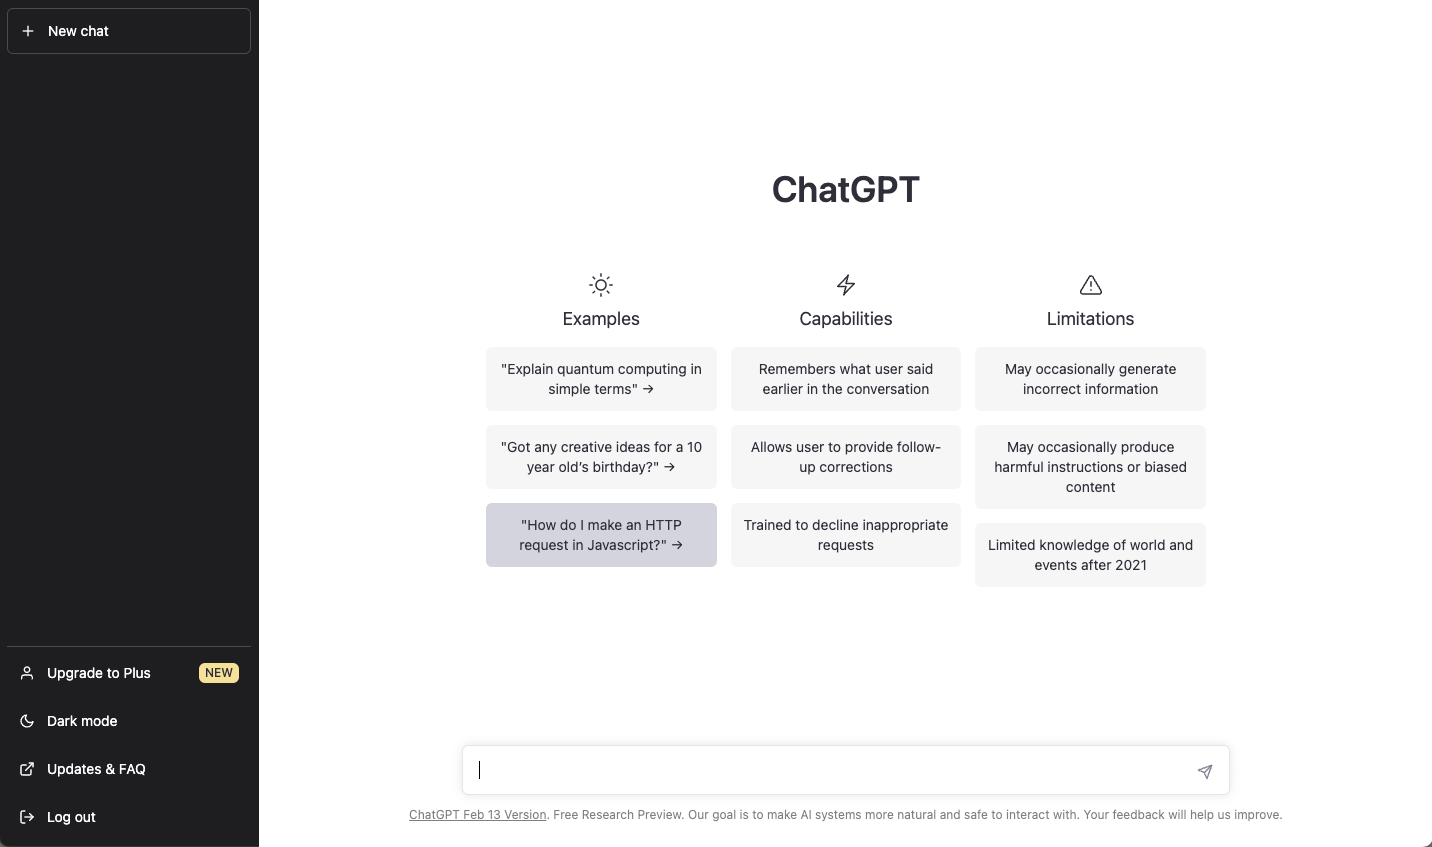 New chat
ChatGPT
Examples
"Explain quantum computing in
simple terms" →
"Got any creative ideas for a 10
year old's birthday?" →
"How do I make an HTTP
request in Javascript?" →
Capabilities
Remembers what user said
earlier in the conversation
Allows user to provide follow-
up corrections
Trained to decline inappropriate
requests
Limitations
May occasionally generate
incorrect information
May occasionally produce
harmful instructions or biased
content
Limited knowledge of world and
events after 2021
Upgrade to Plus NEW
Dark mode
Updates & FAQ
Log out
ChatGPT Feb 13 Version. Free Research Preview. Our goal is to make AI systems more natural and safe to interact with. Your feedback will help us improve.